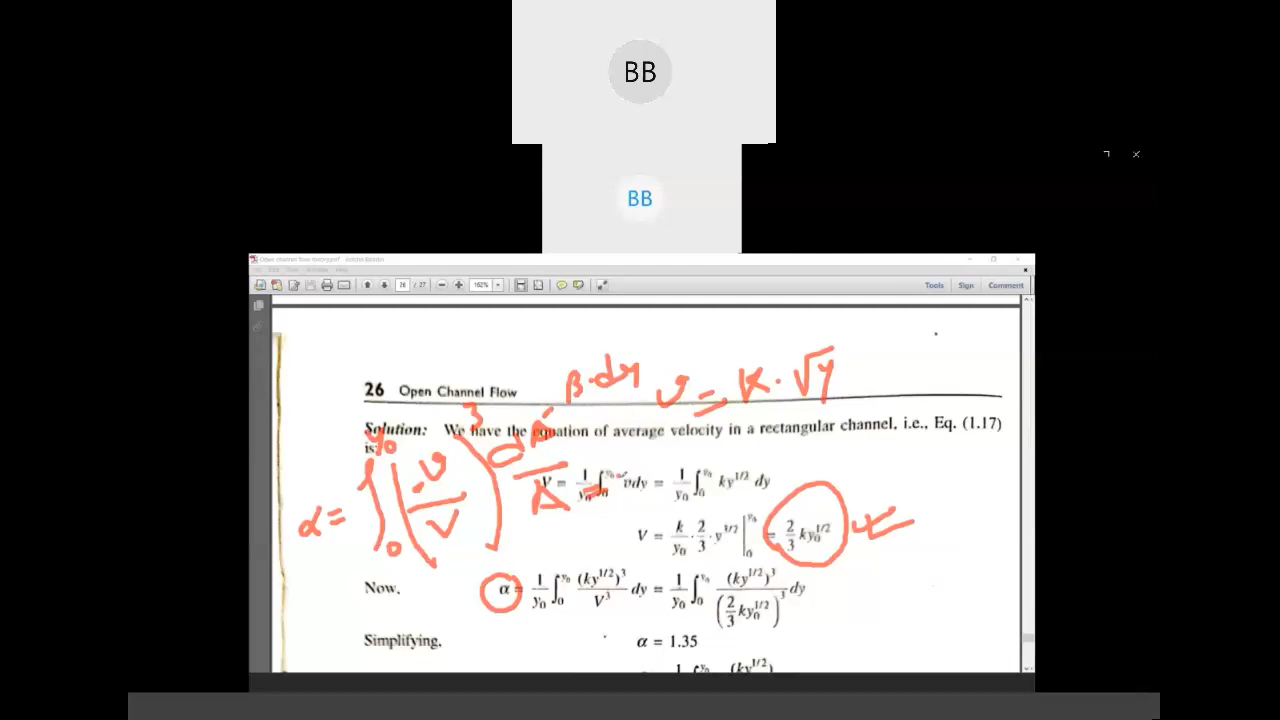 BB
BB
Tools Sign Comment
26 / 27
162%
26 Open Channel Flow
β·dy v = K·√y
Solution: We have the equation of average velocity in a rectangular channel, i.e., Eq. (1.17)
is:
V = 1/y₀ ∫₀^y₀ vdy = 1/y₀ ∫₀^y₀ ky^1/2 dy
α = ∫₀^y₀ (v/V)³ dA/A =
V = k/y₀ · 2/3 · y^3/2 |₀^y₀ = 2/3 ky₀^1/2
Now, α = 1/y₀ ∫₀^y₀ (ky^1/2)³/V³ dy = 1/y₀ ∫₀^y₀ (ky^1/2)³/(2/3 ky₀^1/2)³ dy
Simplifying, α = 1.35